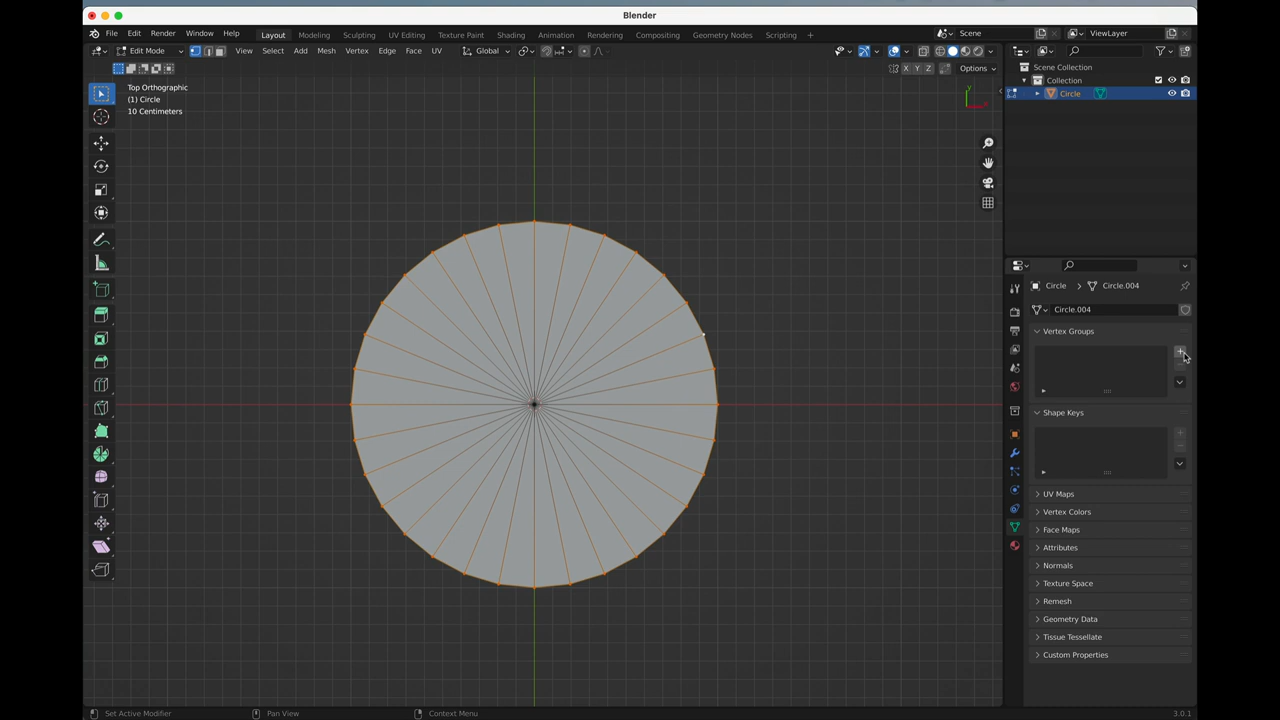 Blender
File Edit Render Window Help Layout Modeling Sculpting UV Editing Texture Paint Shading Animation Rendering Compositing Geometry Nodes Scripting + Scene ViewLayer
Edit Mode View Select Add Mesh Vertex Edge Face UV Global
X Y Z Options
Top Orthographic
(1) Circle
10 Centimeters
Y
Scene Collection
Collection
Circle
Circle > Circle.004
Circle.004
Vertex Groups
Shape Keys
UV Maps
Vertex Colors
Face Maps
Attributes
Normals
Texture Space
Remesh
Geometry Data
Tissue Tessellate
Custom Properties
Set Active Modifier Pan View Context Menu 3.0.1